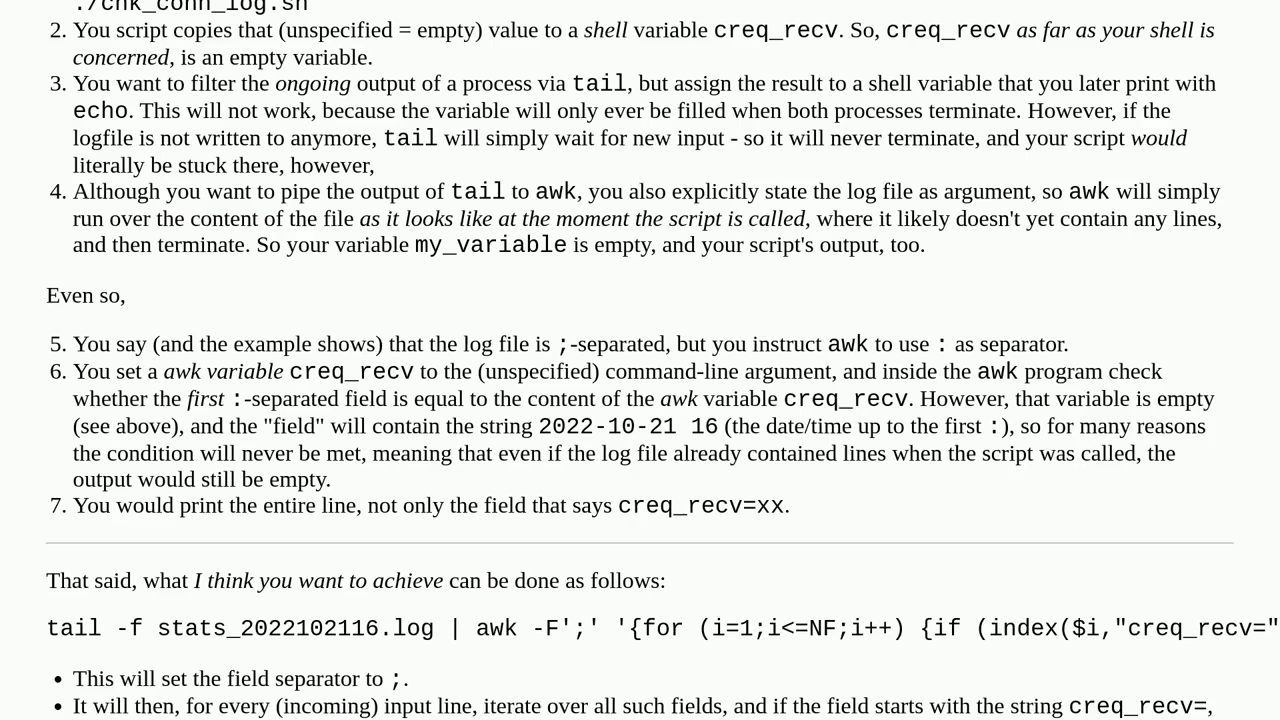 ./chk_conn_log.sh
2. You script copies that (unspecified = empty) value to a shell variable creq_recv. So, creq_recv as far as your shell is
concerned, is an empty variable.
3. You want to filter the ongoing output of a process via tail, but assign the result to a shell variable that you later print with
echo. This will not work, because the variable will only ever be filled when both processes terminate. However, if the
logfile is not written to anymore, tail will simply wait for new input - so it will never terminate, and your script would
literally be stuck there, however,
4. Although you want to pipe the output of tail to awk, you also explicitly state the log file as argument, so awk will simply
run over the content of the file as it looks like at the moment the script is called, where it likely doesn't yet contain any lines,
and then terminate. So your variable my_variable is empty, and your script's output, too.
Even so,
5. You say (and the example shows) that the log file is ;-separated, but you instruct awk to use : as separator.
6. You set a awk variable creq_recv to the (unspecified) command-line argument, and inside the awk program check
whether the first :-separated field is equal to the content of the awk variable creq_recv. However, that variable is empty
(see above), and the "field" will contain the string 2022-10-21 16 (the date/time up to the first :), so for many reasons
the condition will never be met, meaning that even if the log file already contained lines when the script was called, the
output would still be empty.
7. You would print the entire line, not only the field that says creq_recv=xx.
That said, what I think you want to achieve can be done as follows:
tail -f stats_2022102116.log | awk -F';' '{for (i=1;i<=NF;i++) {if (index($i,"creq_recv="
• This will set the field separator to ;.
• It will then, for every (incoming) input line, iterate over all such fields, and if the field starts with the string creq_recv=,